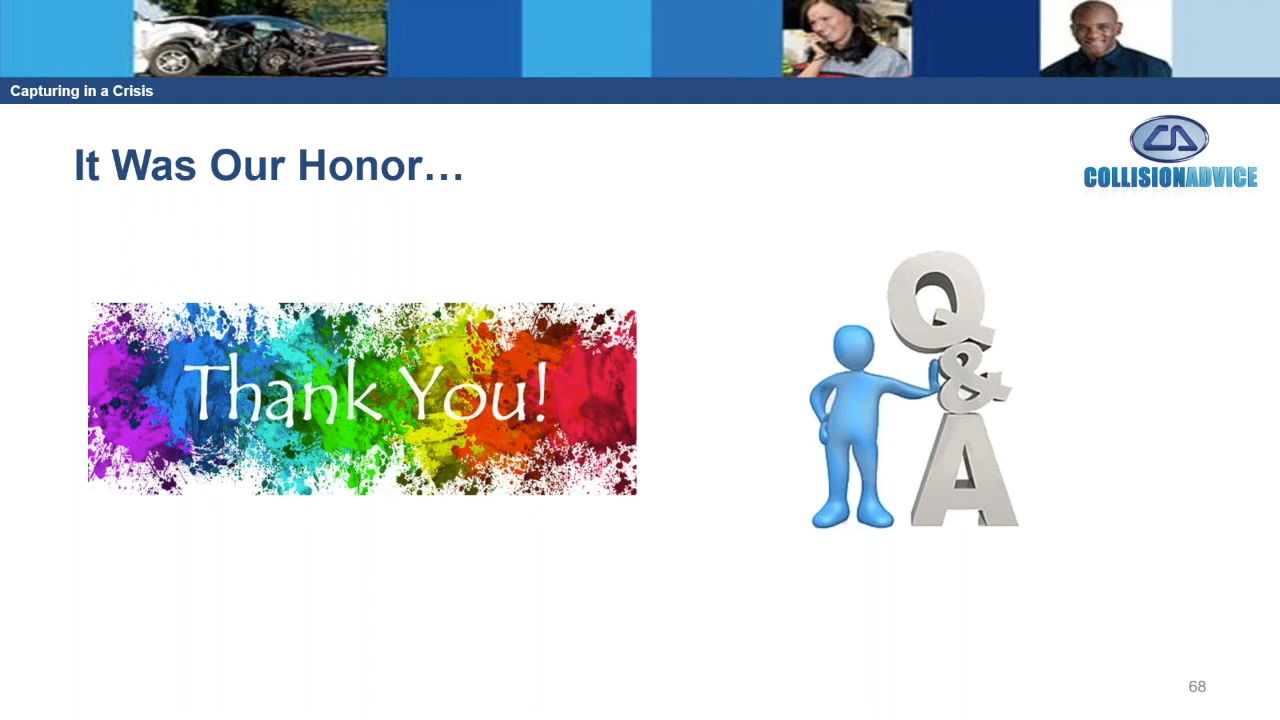 Capturing in a Crisis
It Was Our Honor…
COLLISIONADVICE
Thank You!
Q
&
A
68